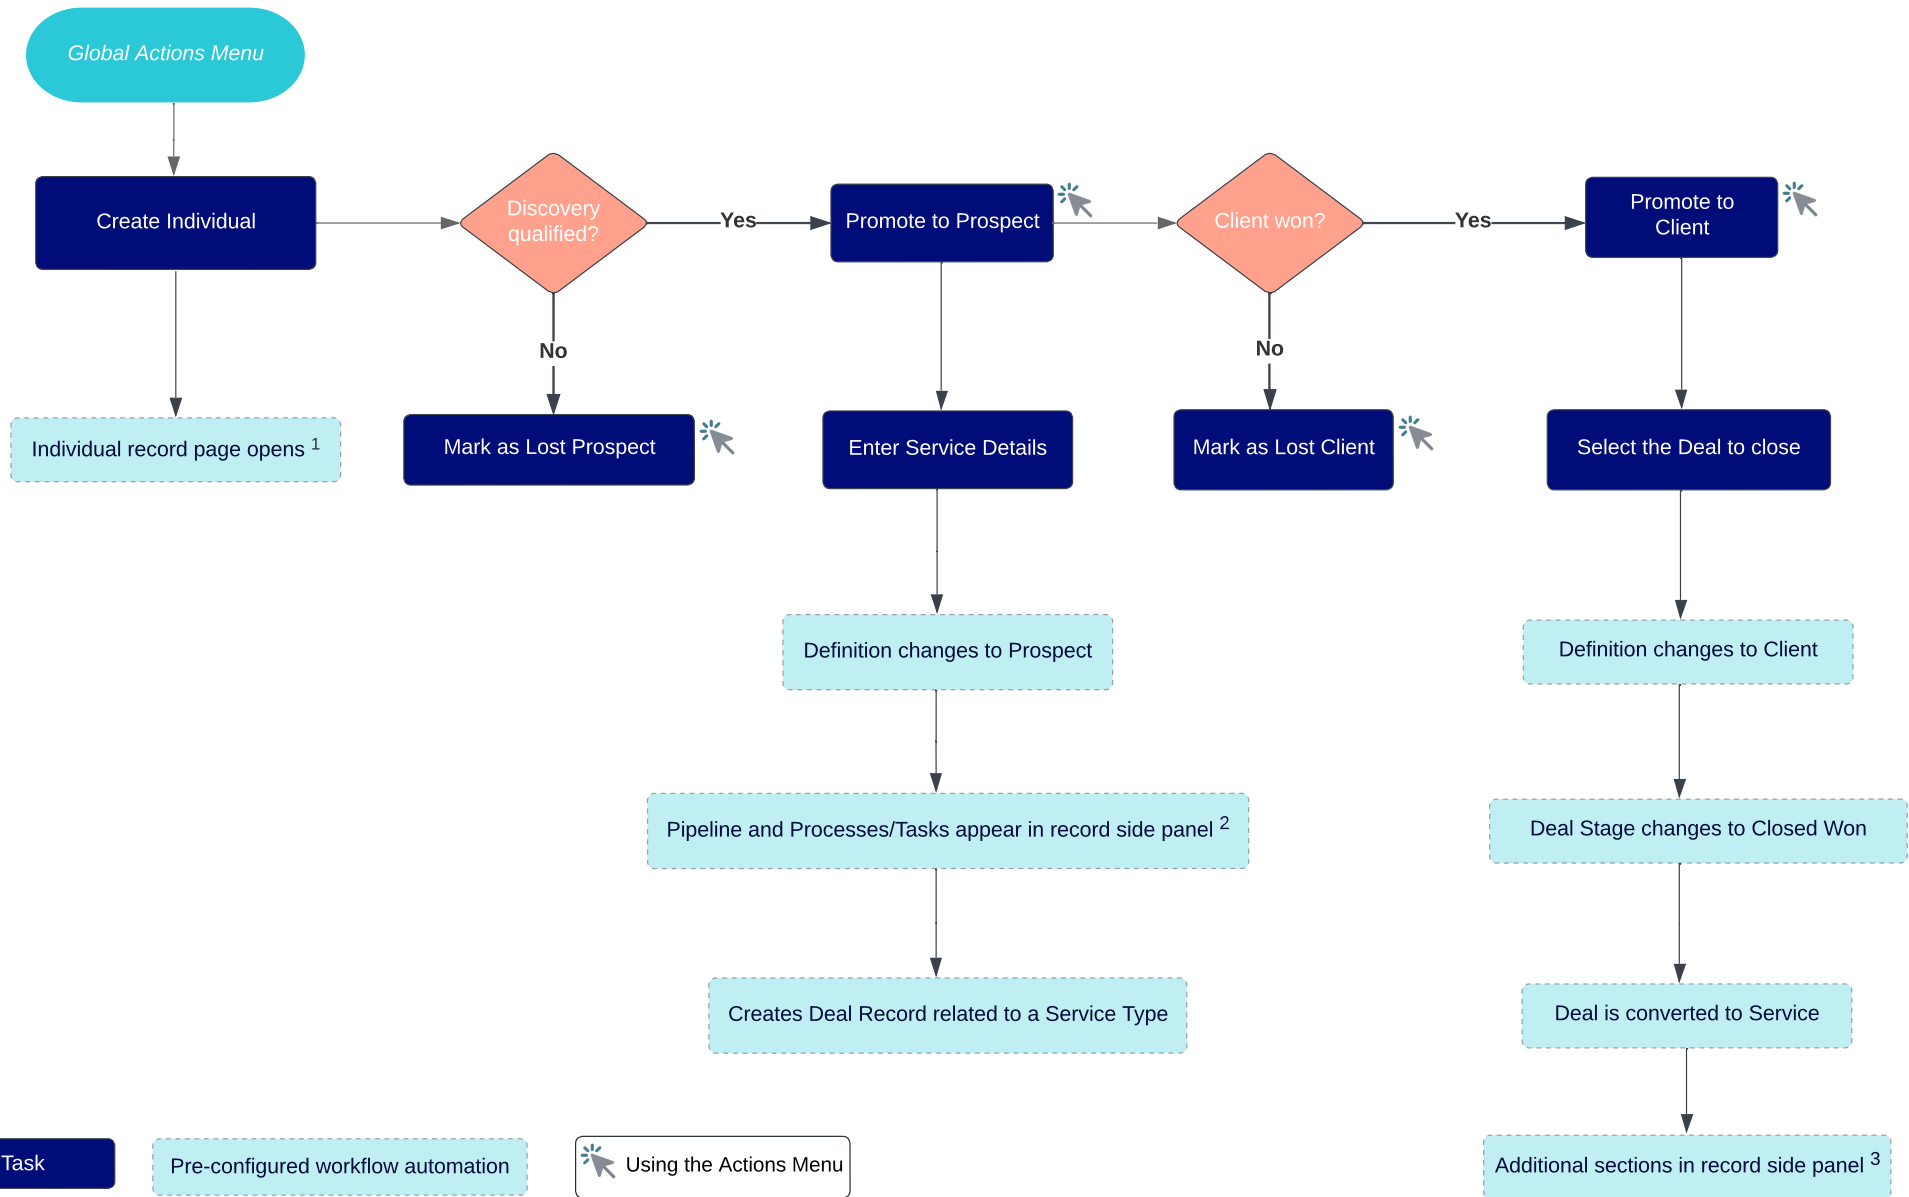 Global Actions Menu
Create Individual
Discovery
qualified?
Yes
Promote to Prospect
Client won?
Yes
Promote to
Client
No
No
Individual record page opens 1
Mark as Lost Prospect
Enter Service Details
Mark as Lost Client
Select the Deal to close
Definition changes to Prospect
Definition changes to Client
Pipeline and Processes/Tasks appear in record side panel 2
Deal Stage changes to Closed Won
Creates Deal Record related to a Service Type
Deal is converted to Service
Task
Pre-configured workflow automation
Using the Actions Menu
Additional sections in record side panel 3